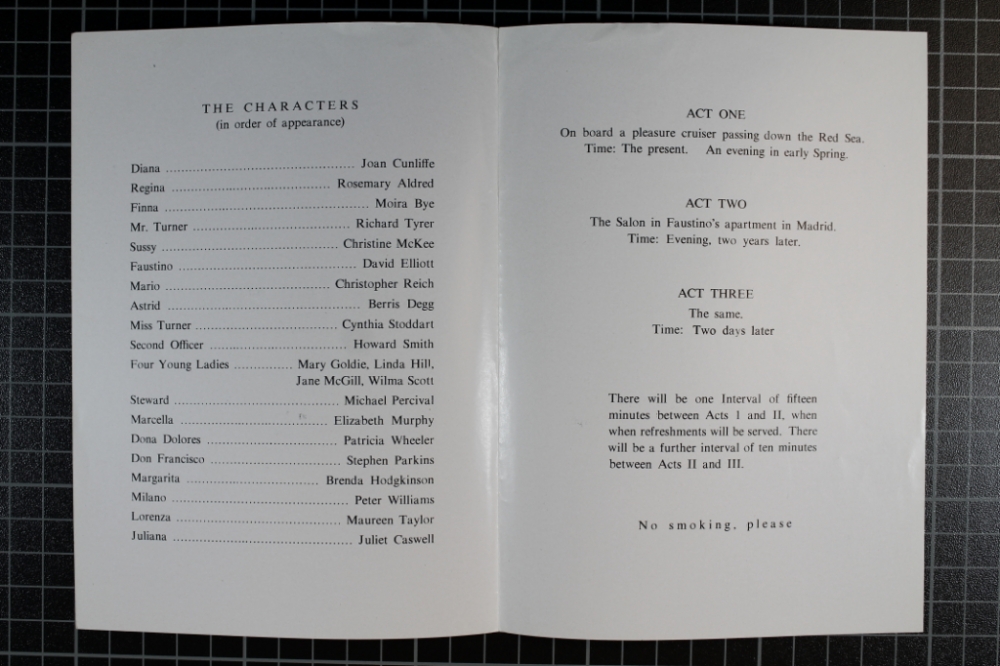 THE CHARACTERS
(in order of appearance)
Diana ........................................ Joan Cunliffe
Regina ........................................ Rosemary Aldred
Finna ........................................ Moira Bye
Mr. Turner ........................................ Richard Tyrer
Sussy ........................................ Christine McKee
Faustino ........................................ David Elliott
Mario ........................................ Christopher Reich
Astrid ........................................ Berris Degg
Miss Turner ........................................ Cynthia Stoddart
Second Officer ........................................ Howard Smith
Four Young Ladies .............. Mary Goldie, Linda Hill,
Jane McGill, Wilma Scott
Steward ........................................ Michael Percival
Marcella ........................................ Elizabeth Murphy
Dona Dolores ........................................ Patricia Wheeler
Don Francisco ........................................ Stephen Parkins
Margarita ........................................ Brenda Hodgkinson
Milano ........................................ Peter Williams
Lorenza ........................................ Maureen Taylor
Juliana ........................................ Juliet Caswell
ACT ONE
On board a pleasure cruiser passing down the Red Sea.
Time: The present. An evening in early Spring.
ACT TWO
The Salon in Faustino's apartment in Madrid.
Time: Evening, two years later.
ACT THREE
The same.
Time: Two days later
There will be one Interval of fifteen
minutes between Acts I and II, when
when refreshments will be served. There
will be a further interval of ten minutes
between Acts II and III.
No smoking, please